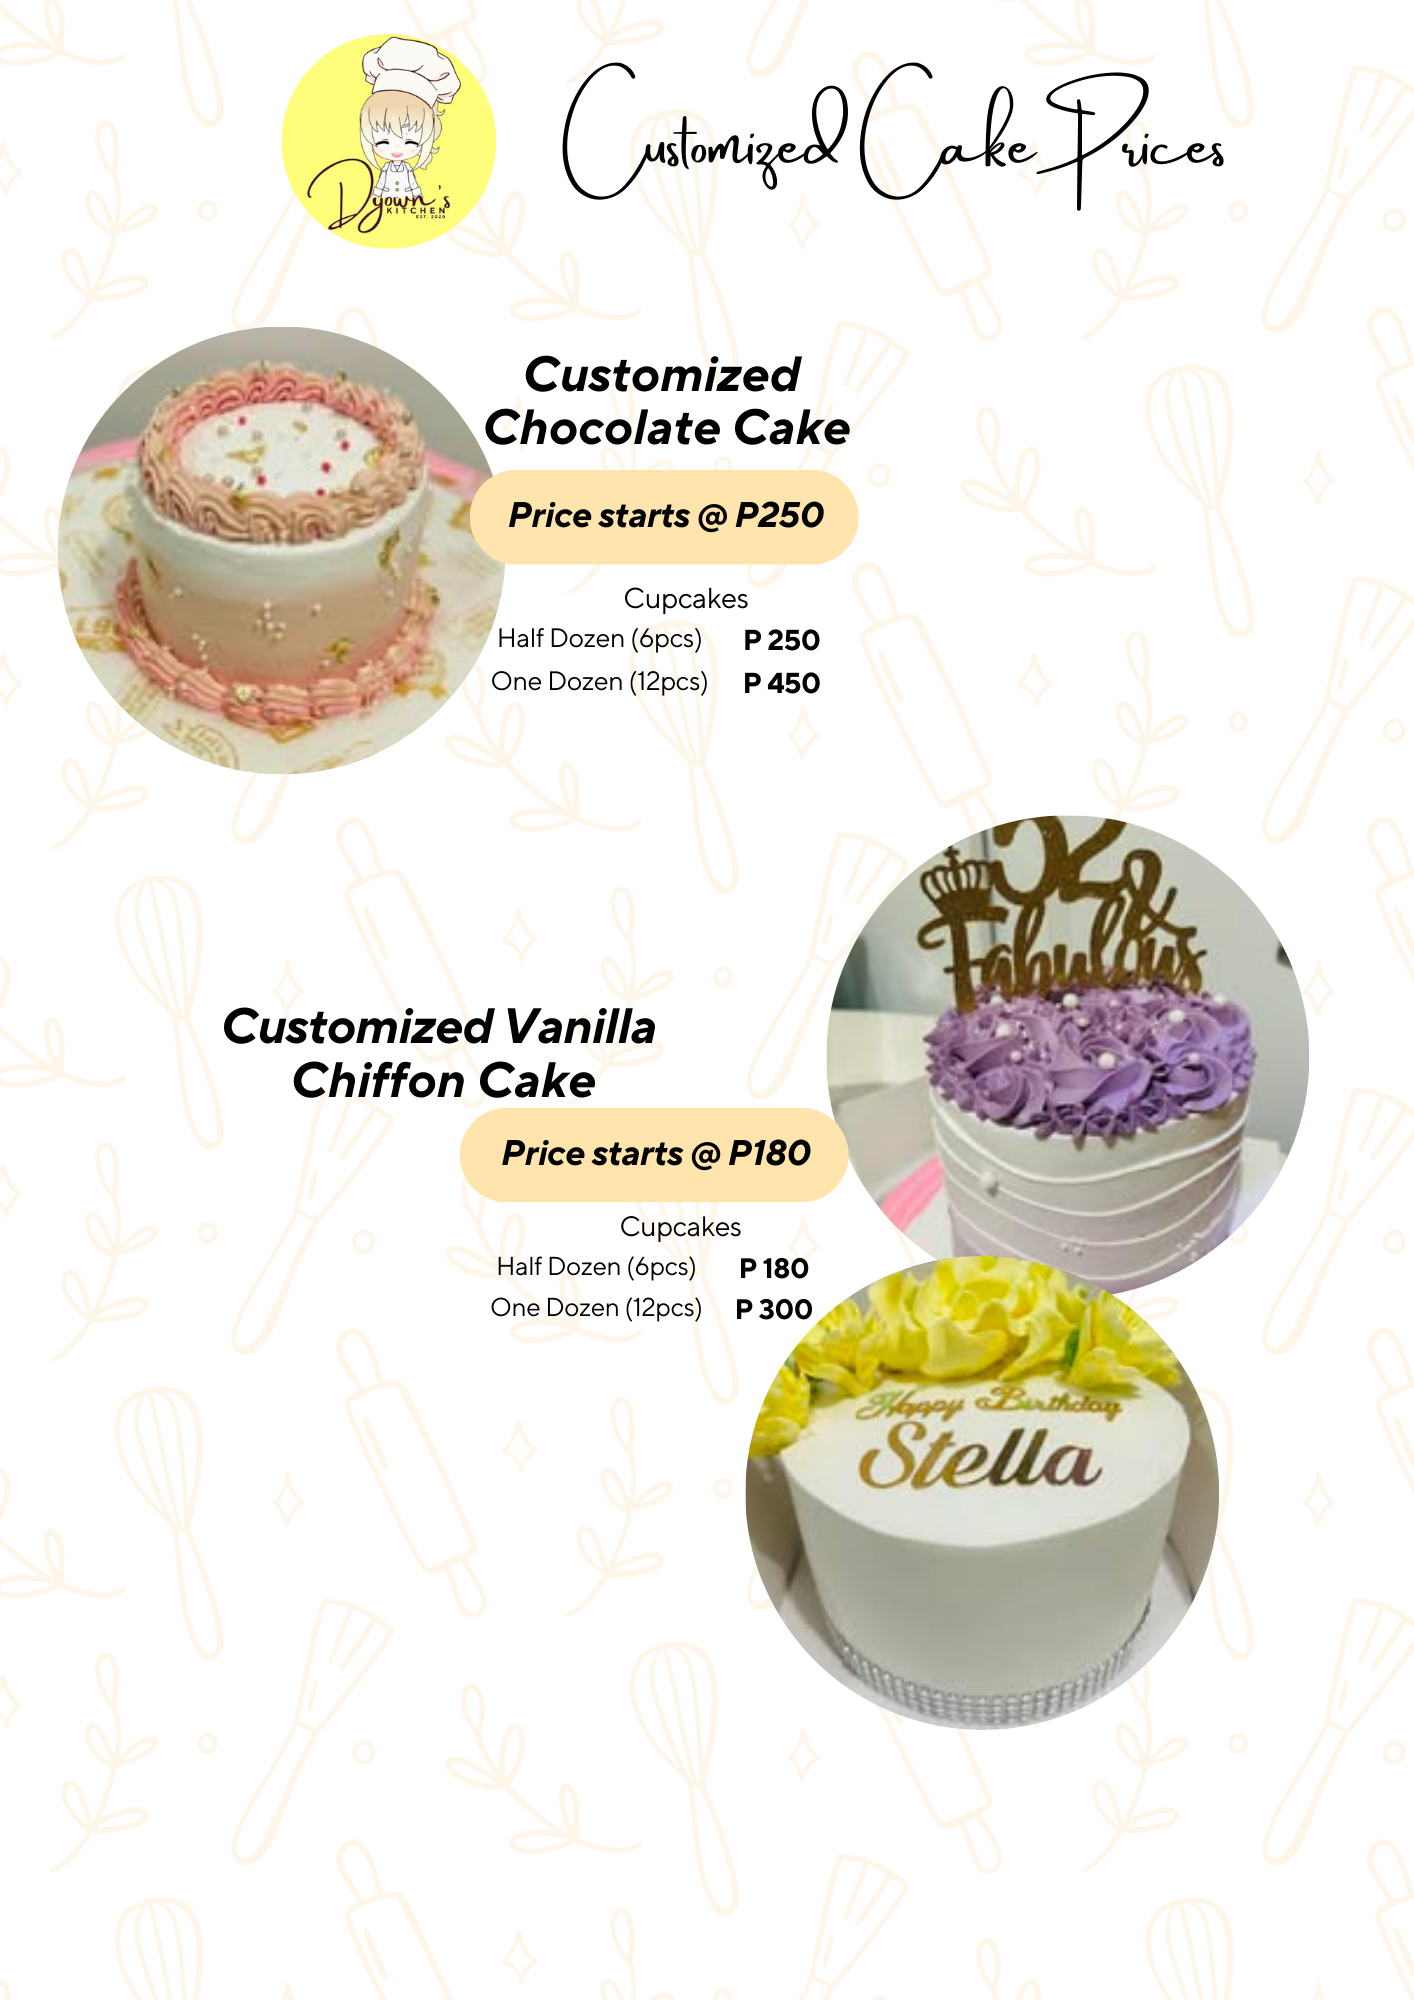 Dyown's
KITCHEN
EST. 2020
Customized Cake Prices
Customized
Chocolate Cake
Price starts @ P250
Cupcakes
Half Dozen (6pcs) P 250
One Dozen (12pcs) P 450
52 &
Fabulous
Customized Vanilla
Chiffon Cake
Price starts @ P180
Cupcakes
Half Dozen (6pcs) P 180
One Dozen (12pcs) P 300
Happy Birthday
Stella